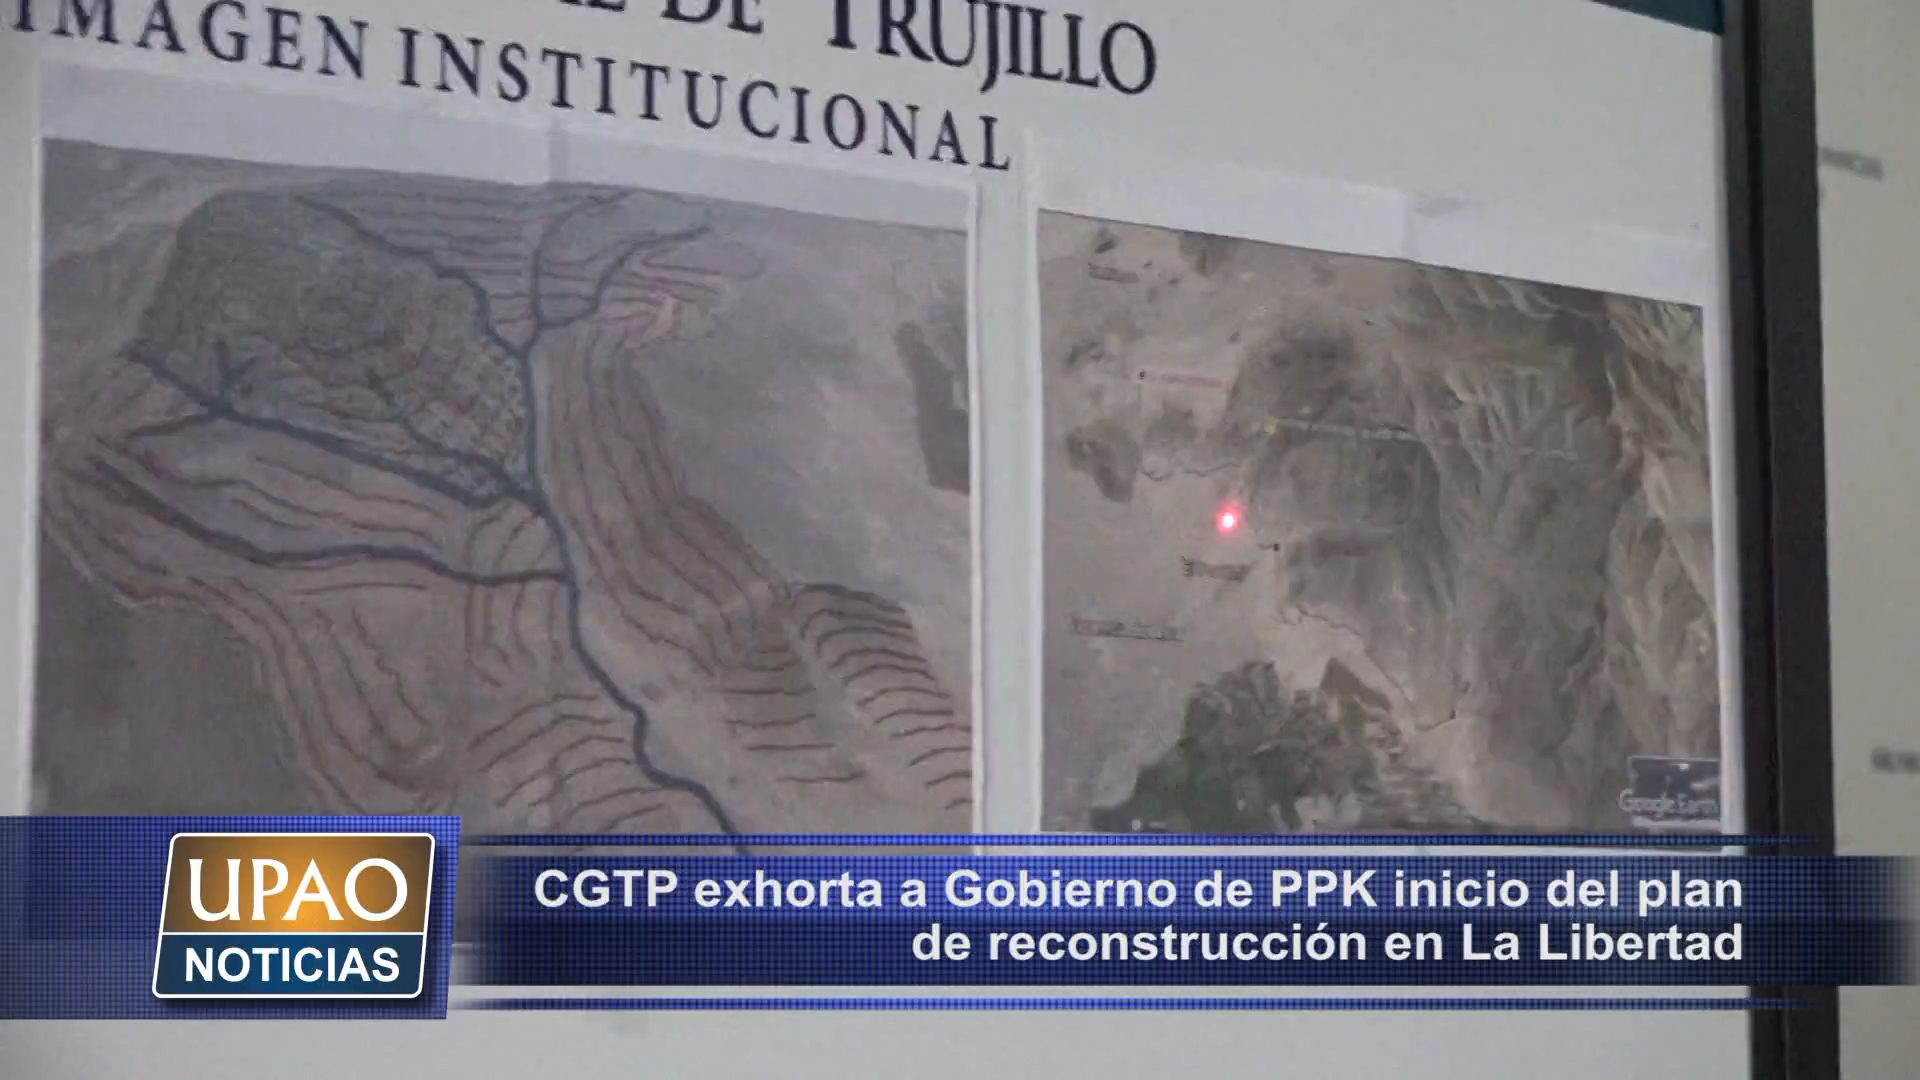 DE TRUJILLO
IMAGEN INSTITUCIONAL
Google Earth
UPAO
NOTICIAS
CGTP exhorta a Gobierno de PPK inicio del plan
de reconstrucción en La Libertad